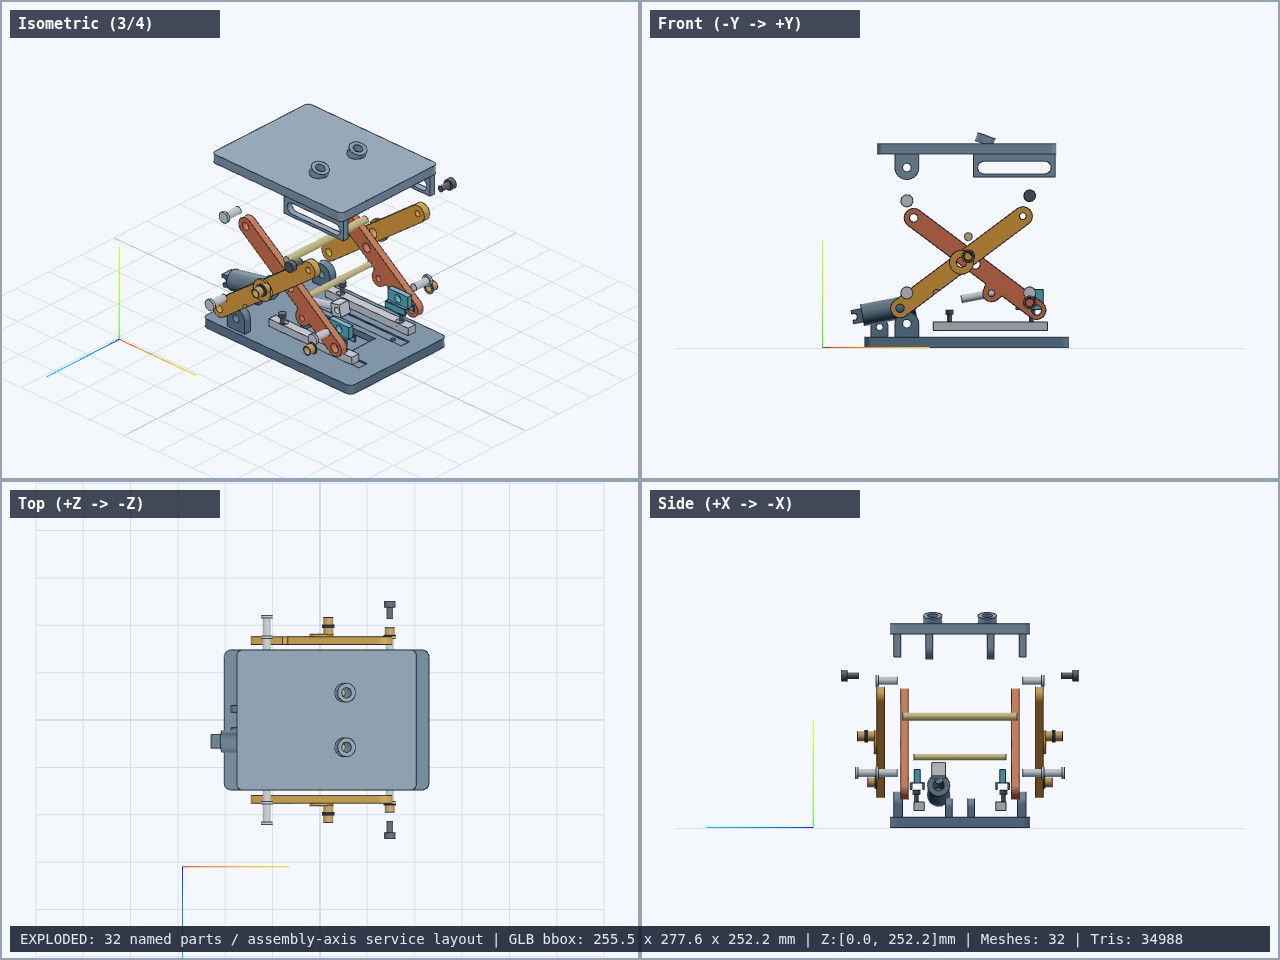 Isometric (3/4)
Front (-Y -> +Y)
Top (+Z -> -Z)
Side (+X -> -X)
EXPLODED: 32 named parts / assembly-axis service layout | GLB bbox: 255.5 x 277.6 x 252.2 mm | Z:[0.0, 252.2]mm | Meshes: 32 | Tris: 34988